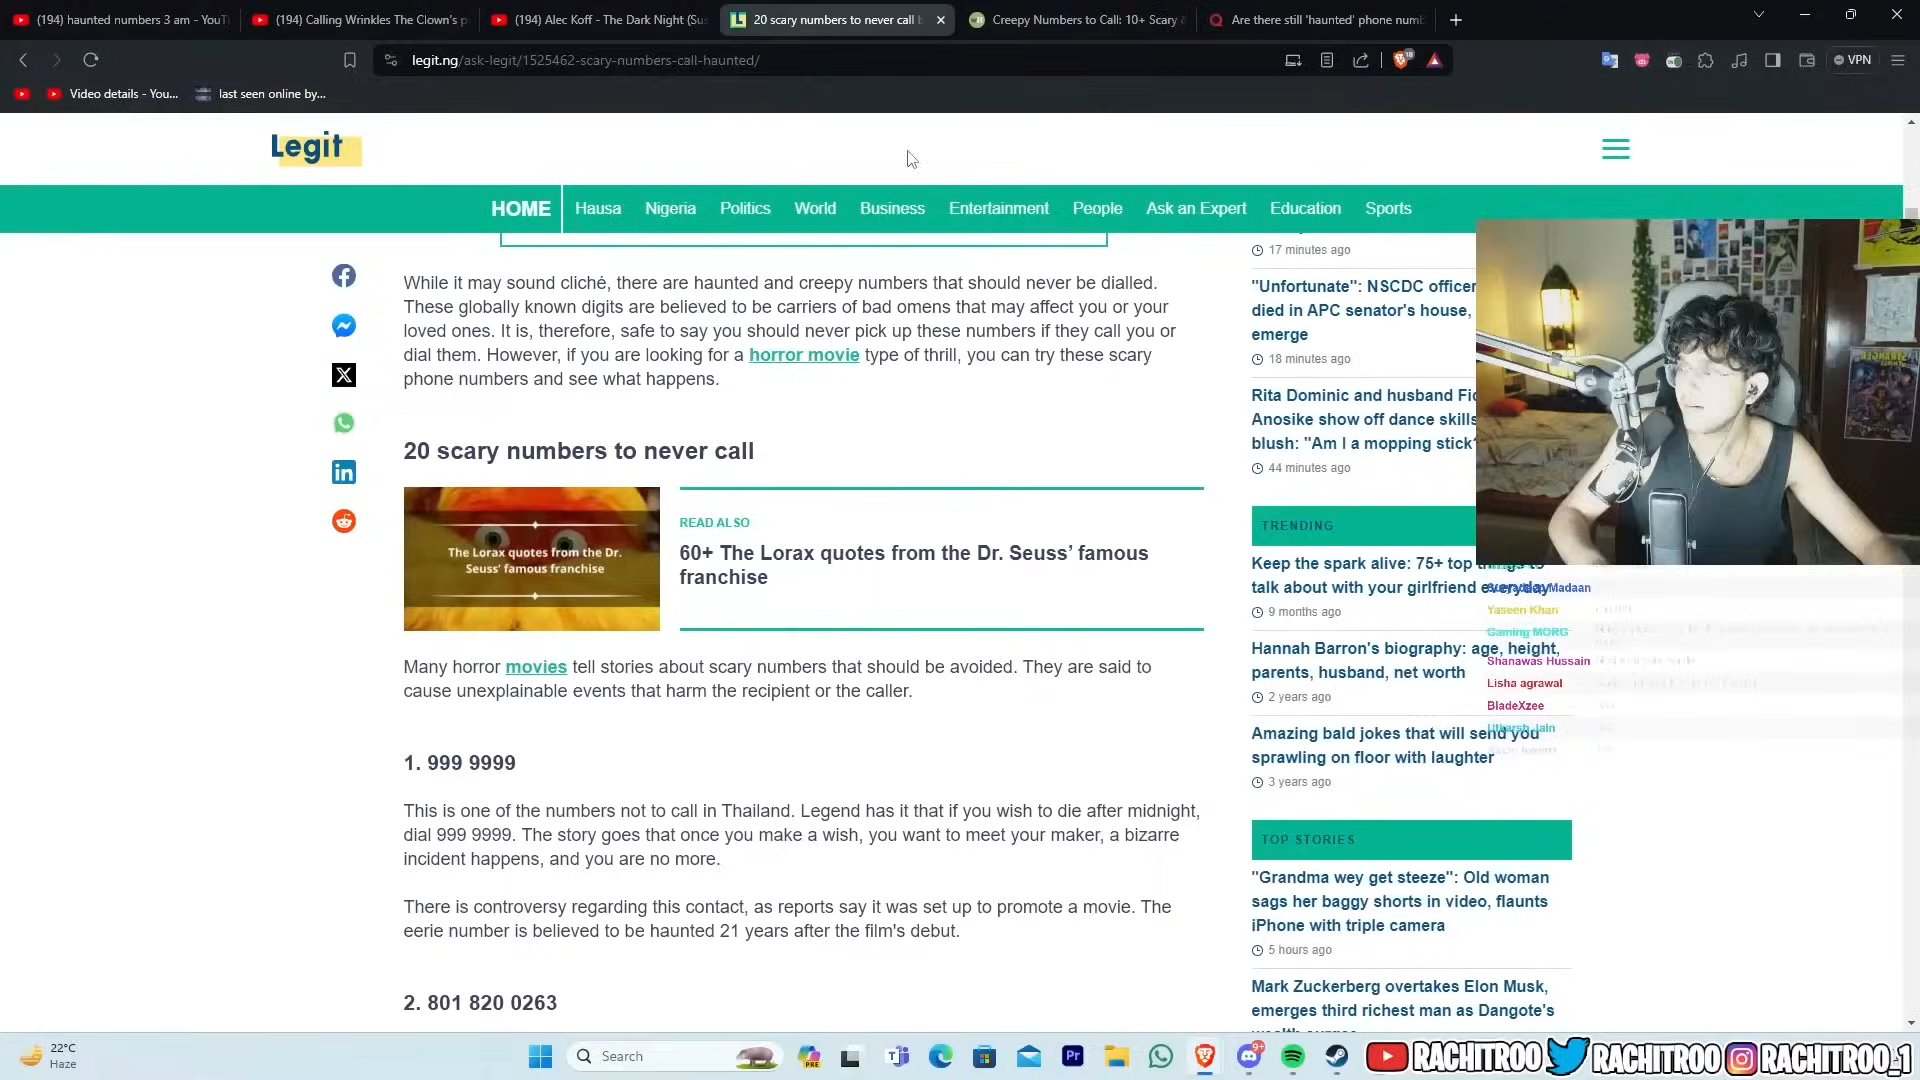 (194) haunted numbers 3 am - YouT
(194) Calling Wrinkles The Clown's p
(194) Alec Koff - The Dark Night (Sus
20 scary numbers to never call b
Creepy Numbers to Call: 10+ Scary &
Are there still 'haunted' phone num
legit.ng/ask-legit/1525462-scary-numbers-call-haunted/
VPN
Video details - You...
last seen online by...
Legit
HOME
Hausa
Nigeria
Politics
World
Business
Entertainment
People
Ask an Expert
Education
Sports
While it may sound cliché, there are haunted and creepy numbers that should never be dialled.
These globally known digits are believed to be carriers of bad omens that may affect you or your
loved ones. It is, therefore, safe to say you should never pick up these numbers if they call you or
dial them. However, if you are looking for a horror movie type of thrill, you can try these scary
phone numbers and see what happens.
20 scary numbers to never call
The Lorax quotes from the Dr.
Seuss' famous franchise
READ ALSO
60+ The Lorax quotes from the Dr. Seuss’ famous
franchise
Many horror movies tell stories about scary numbers that should be avoided. They are said to
cause unexplainable events that harm the recipient or the caller.
1. 999 9999
This is one of the numbers not to call in Thailand. Legend has it that if you wish to die after midnight,
dial 999 9999. The story goes that once you make a wish, you want to meet your maker, a bizarre
incident happens, and you are no more.
There is controversy regarding this contact, as reports say it was set up to promote a movie. The
eerie number is believed to be haunted 21 years after the film's debut.
2. 801 820 0263
17 minutes ago
"Unfortunate": NSCDC officer
died in APC senator's house,
emerge
18 minutes ago
Rita Dominic and husband Fid
Anosike show off dance skills
blush: "Am I a mopping stick"
44 minutes ago
TRENDING
Keep the spark alive: 75+ top things to
talk about with your girlfriend everyday
9 months ago
Hannah Barron's biography: age, height,
parents, husband, net worth
2 years ago
Amazing bald jokes that will send you
sprawling on floor with laughter
3 years ago
TOP STORIES
"Grandma wey get steeze": Old woman
sags her baggy shorts in video, flaunts
iPhone with triple camera
5 hours ago
Mark Zuckerberg overtakes Elon Musk,
emerges third richest man as Dangote's
Madaan
Yaseen Khan
Gaming MORG
Shanawas Hussain
Lisha agrawal
BladeXzee
Utkarsh Jain
22°C
Haze
Search
PRE
Pr
9+
RACHITROO
RACHITROO
RACHITROO_1